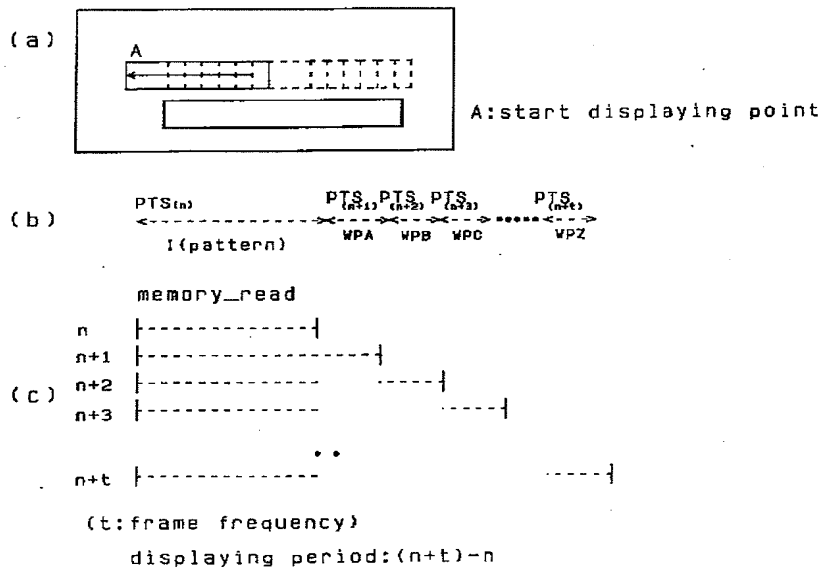 (a)
A
A:start displaying point
(b)
PTS(n) PTS(n+1) PTS(n+2) PTS(n+3) PTS(n+t)
I(pattern) WPA WPB WPC WPZ
memory_read
n
n+1
n+2
(c)
n+3
n+t
(t:frame frequency)
displaying period:(n+t)-n